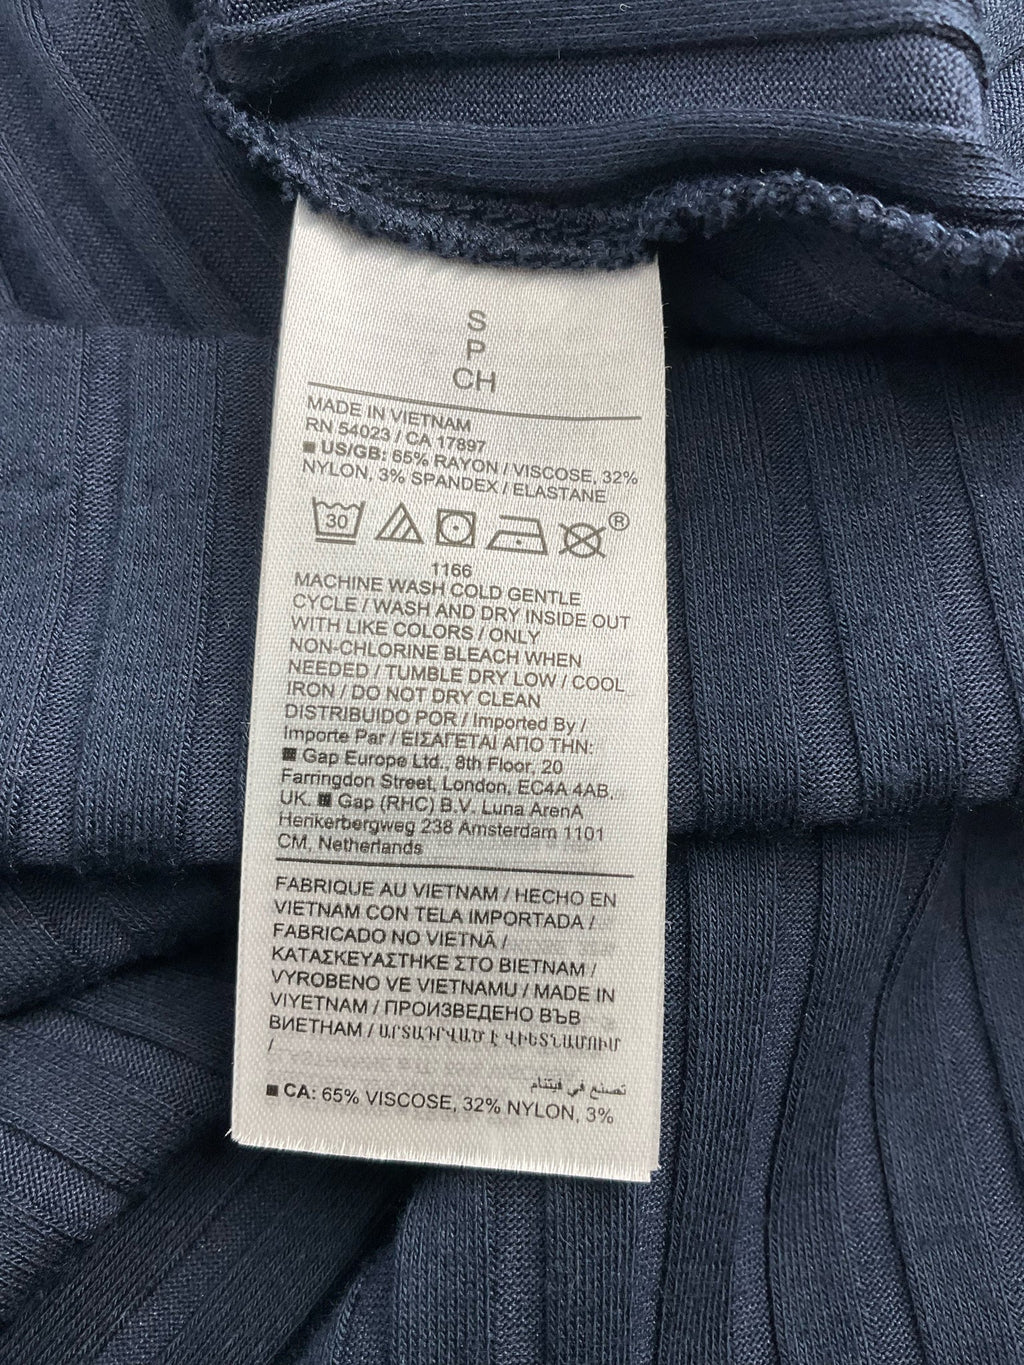 S
P
CH
MADE IN VIETNAM
RN 54023 / CA 17897
■ US/GB: 65% RAYON / VISCOSE, 32%
NYLON, 3% SPANDEX / ELASTANE
30
®
1166
MACHINE WASH COLD GENTLE
CYCLE / WASH AND DRY INSIDE OUT
WITH LIKE COLORS / ONLY
NON-CHLORINE BLEACH WHEN
NEEDED / TUMBLE DRY LOW / COOL
IRON / DO NOT DRY CLEAN
DISTRIBUIDO POR / Imported By /
Importe Par / ΕΙΣΑΓΕΤΑΙ ΑΠΟ ΤΗΝ:
■ Gap Europe Ltd., 8th Floor, 20
Farringdon Street, London, EC4A 4AB,
UK. ■ Gap (RHC) B.V. Luna ArenA
Herikerbergweg 238 Amsterdam 1101
CM, Netherlands
FABRIQUE AU VIETNAM / HECHO EN
VIETNAM CON TELA IMPORTADA /
FABRICADO NO VIETNÃ /
ΚΑΤΑΣΚΕΥΑΣΤΗΚΕ ΣΤΟ ΒΙΕΤΝΑΜ /
VYROBENO VE VIETNAMU / MADE IN
VIYETNAM / ПРОИЗВЕДЕНО ВЪВ
ВИЕТНАМ / ԱՐՏԱԴՐՎԱԾ Է ՎԻԵՏՆԱՄՈՒՄ
/
تصنع في فيتنام
■ CA: 65% VISCOSE, 32% NYLON, 3%